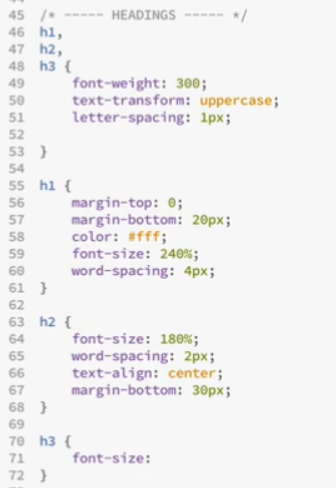 45 /* ----- HEADINGS ----- */
46 h1,
47 h2,
48 h3 {
49     font-weight: 300;
50     text-transform: uppercase;
51     letter-spacing: 1px;
52
53 }
54
55 h1 {
56     margin-top: 0;
57     margin-bottom: 20px;
58     color: #fff;
59     font-size: 240%;
60     word-spacing: 4px;
61 }
62
63 h2 {
64     font-size: 180%;
65     word-spacing: 2px;
66     text-align: center;
67     margin-bottom: 30px;
68 }
69
70 h3 {
71     font-size:
72 }